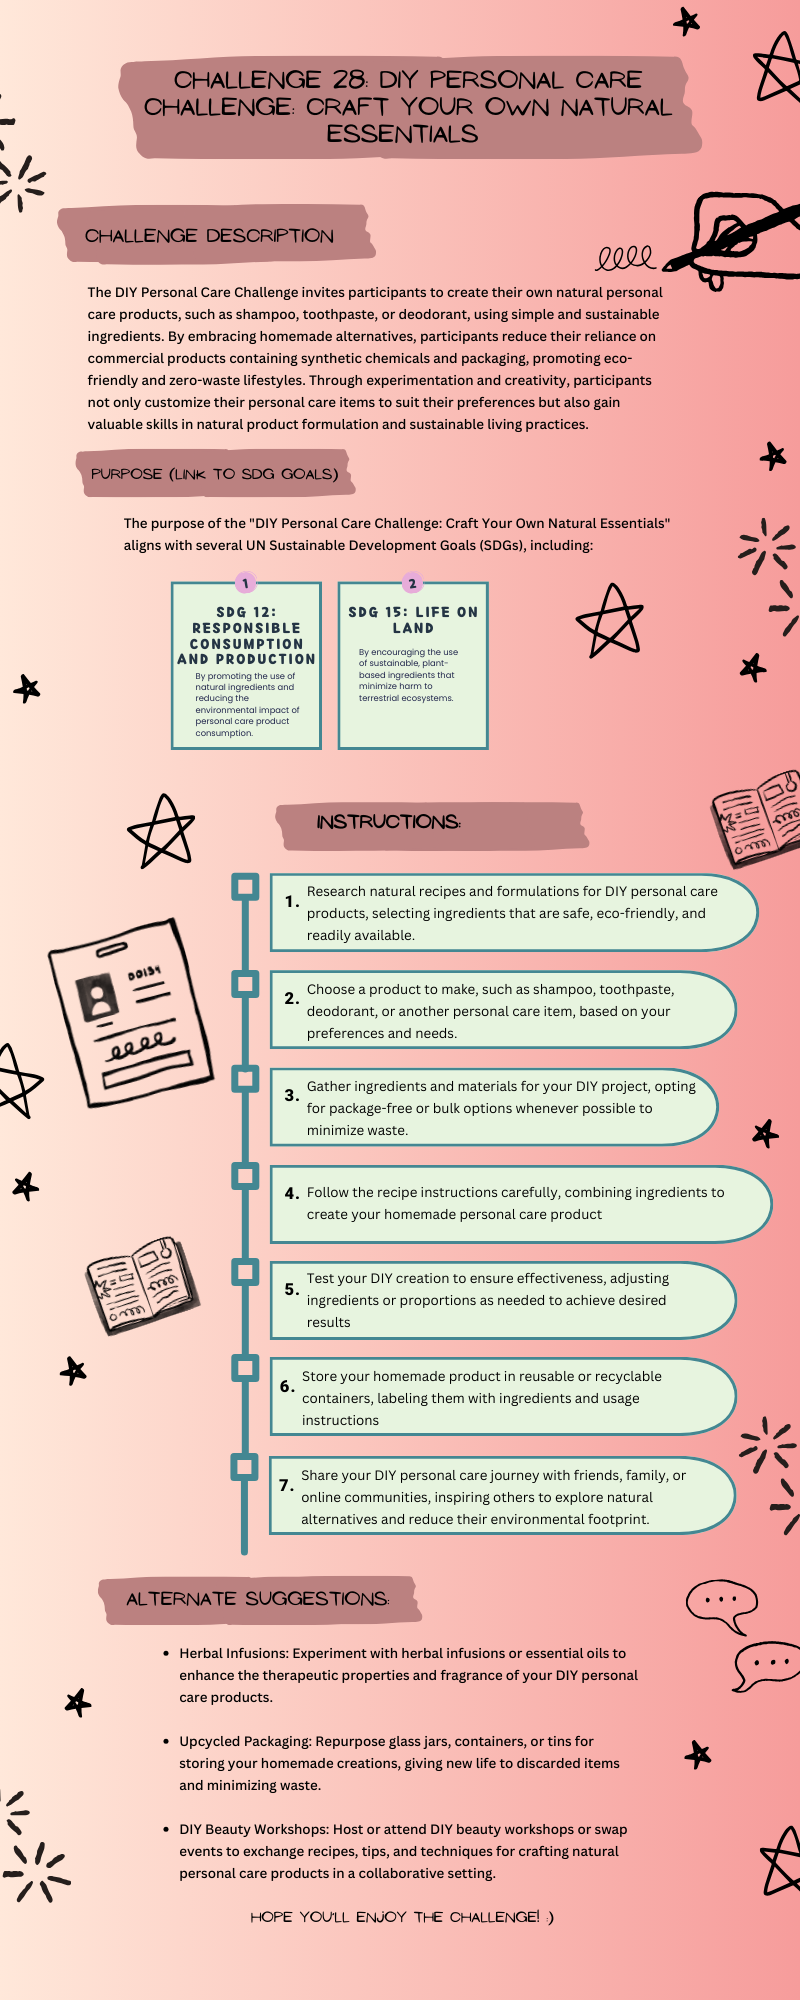 CHALLENGE 28: DIY PERSONAL CARE
CHALLENGE: CRAFT YOUR OWN NATURAL
ESSENTIALS
CHALLENGE DESCRIPTION
The DIY Personal Care Challenge invites participants to create their own natural personal
care products, such as shampoo, toothpaste, or deodorant, using simple and sustainable
ingredients. By embracing homemade alternatives, participants reduce their reliance on
commercial products containing synthetic chemicals and packaging, promoting eco-
friendly and zero-waste lifestyles. Through experimentation and creativity, participants
not only customize their personal care items to suit their preferences but also gain
valuable skills in natural product formulation and sustainable living practices.
PURPOSE (LINK TO SDG GOALS)
The purpose of the "DIY Personal Care Challenge: Craft Your Own Natural Essentials"
aligns with several UN Sustainable Development Goals (SDGs), including:
1
SDG 12:
RESPONSIBLE
CONSUMPTION
AND PRODUCTION
By promoting the use of
natural ingredients and
reducing the
environmental impact of
personal care product
consumption.
2
SDG 15: LIFE ON
LAND
By encouraging the use
of sustainable, plant-
based ingredients that
minimize harm to
terrestrial ecosystems.
INSTRUCTIONS:
1. Research natural recipes and formulations for DIY personal care
products, selecting ingredients that are safe, eco-friendly, and
readily available.
2. Choose a product to make, such as shampoo, toothpaste,
deodorant, or another personal care item, based on your
preferences and needs.
3. Gather ingredients and materials for your DIY project, opting
for package-free or bulk options whenever possible to
minimize waste.
4. Follow the recipe instructions carefully, combining ingredients to
create your homemade personal care product
5. Test your DIY creation to ensure effectiveness, adjusting
ingredients or proportions as needed to achieve desired
results
6. Store your homemade product in reusable or recyclable
containers, labeling them with ingredients and usage
instructions
7. Share your DIY personal care journey with friends, family, or
online communities, inspiring others to explore natural
alternatives and reduce their environmental footprint.
ALTERNATE SUGGESTIONS:
• Herbal Infusions: Experiment with herbal infusions or essential oils to
enhance the therapeutic properties and fragrance of your DIY personal
care products.
• Upcycled Packaging: Repurpose glass jars, containers, or tins for
storing your homemade creations, giving new life to discarded items
and minimizing waste.
• DIY Beauty Workshops: Host or attend DIY beauty workshops or swap
events to exchange recipes, tips, and techniques for crafting natural
personal care products in a collaborative setting.
HOPE YOU'LL ENJOY THE CHALLENGE! :)